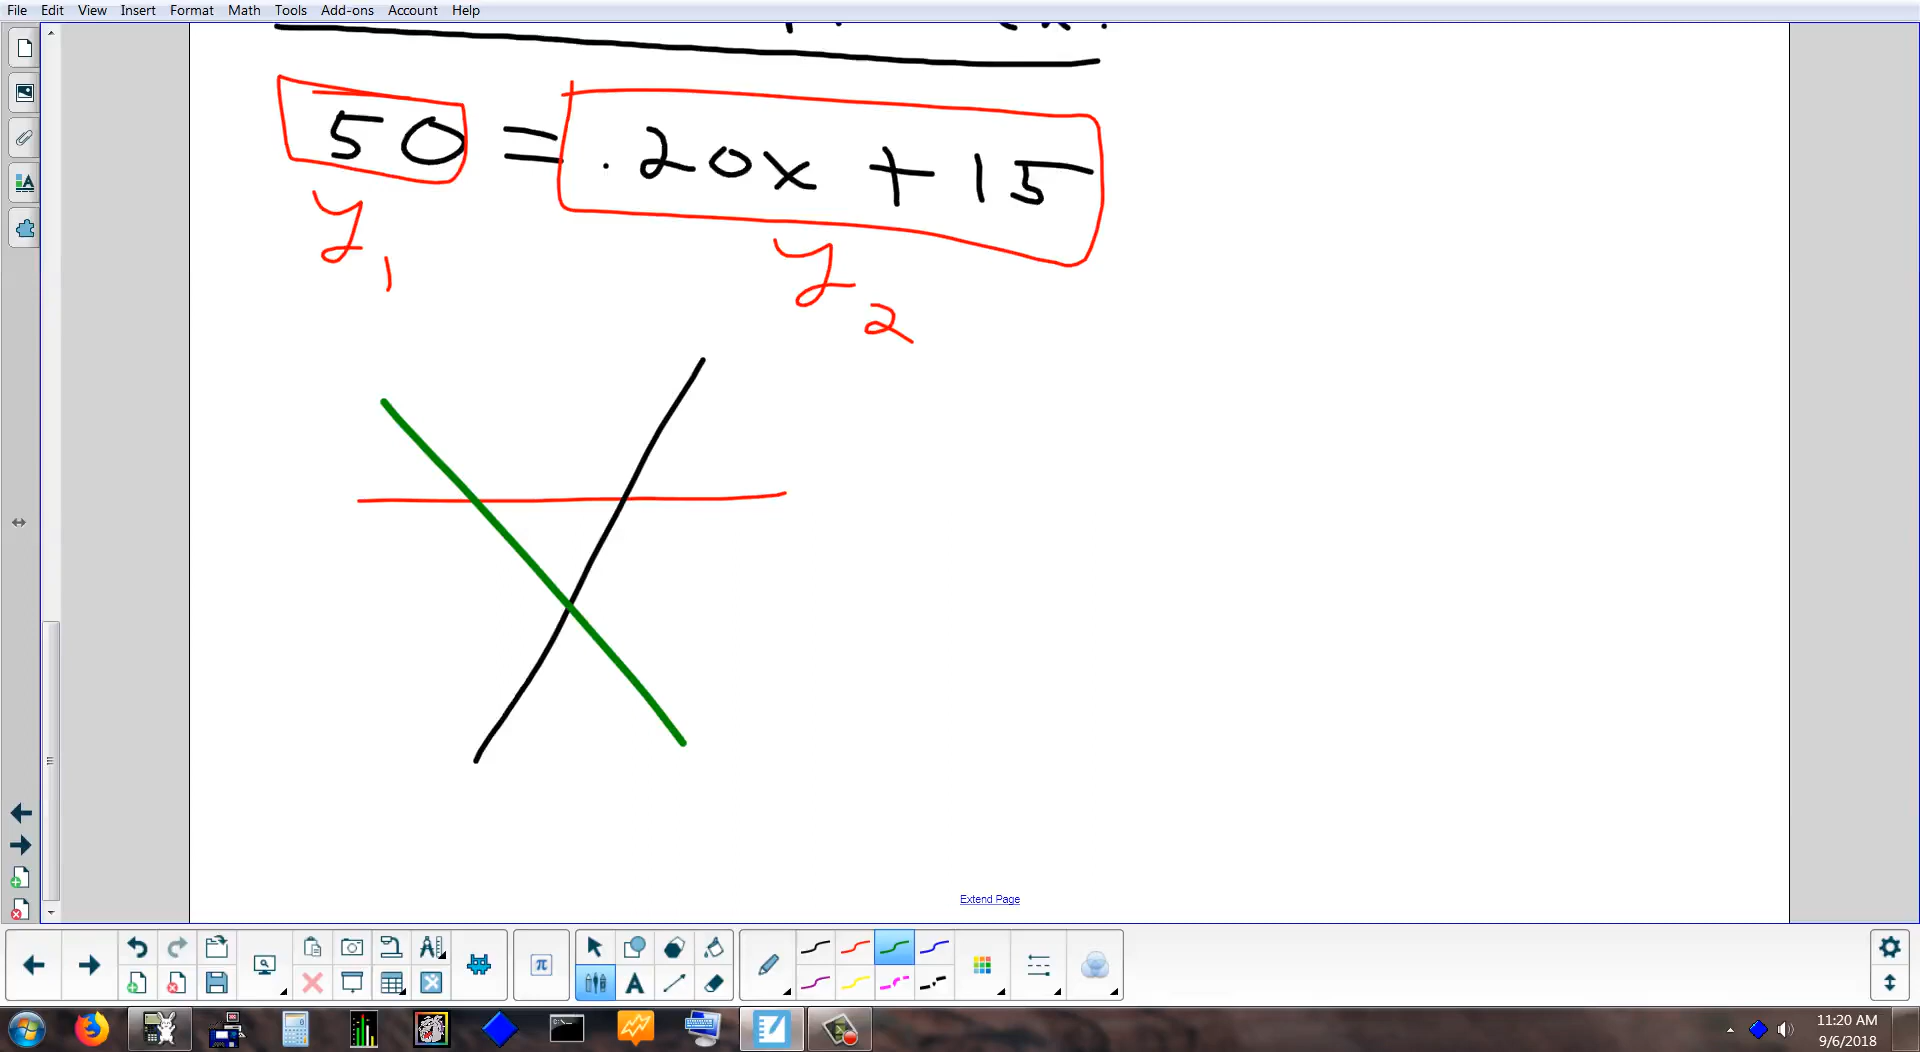 File Edit View Insert Format Math Tools Add-ons Account Help
50 = .20x + 15
y1
y2
Extend Page
11:20 AM
9/6/2018